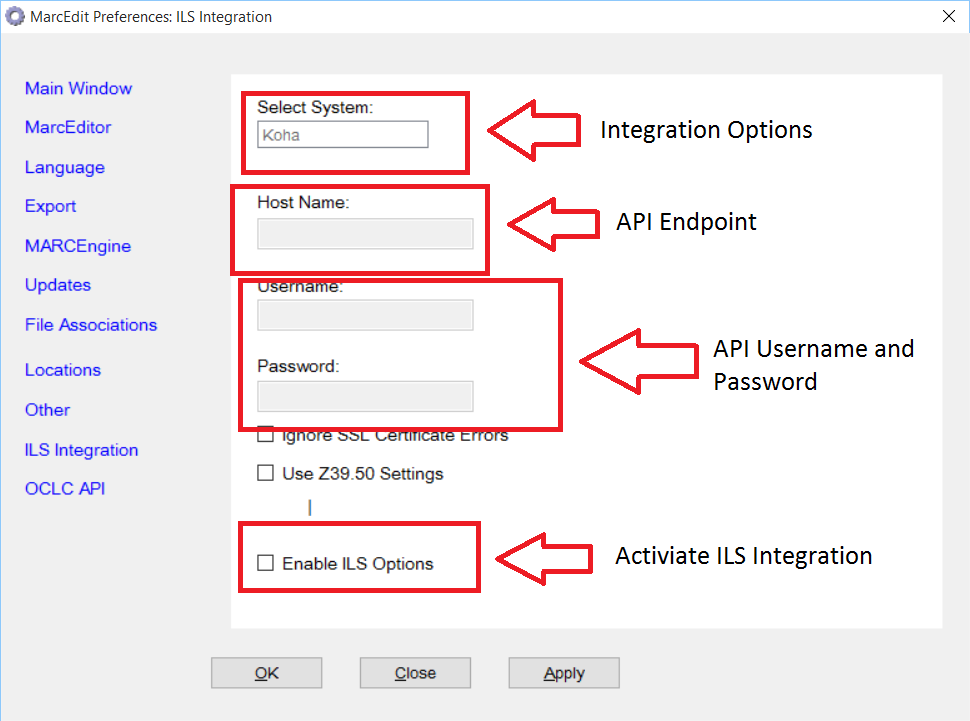 MarcEdit Preferences: ILS Integration
Main Window
MarcEditor
Language
Export
MARCEngine
Updates
File Associations
Locations
Other
ILS Integration
OCLC API
Select System:
Koha
Integration Options
Host Name:
API Endpoint
Username:
Password:
API Username and
Password
Ignore SSL Certificate Errors
Use Z39.50 Settings
|
Enable ILS Options
Activiate ILS Integration
OK
Close
Apply